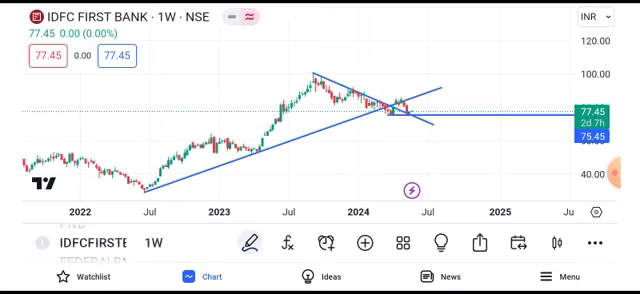 IDFC FIRST BANK · 1W · NSE
INR
77.45 0.00 (0.00%)
77.45 0.00 77.45
120.00
100.00
77.45
2d 7h
75.45
40.00
2022 Jul 2023 Jul 2024 Jul 2025 Ju
IDFCFIRSTE 1W
Watchlist Chart Ideas News Menu